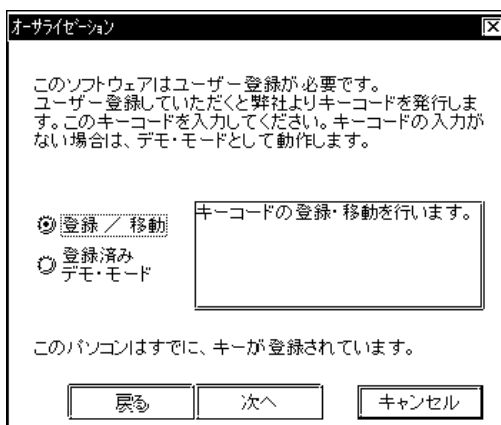 オーサライゼーション
このソフトウェアはユーザー登録が必要です。
ユーザー登録していただくと弊社よりキーコードを発行しま
す。このキーコードを入力してください。キーコードの入力が
ない場合は、デモ・モードとして動作します。
登録 / 移動
キーコードの登録・移動を行います。
登録済み
デモ・モード
このパソコンはすでに、キーが登録されています。
戻る
次へ
キャンセル